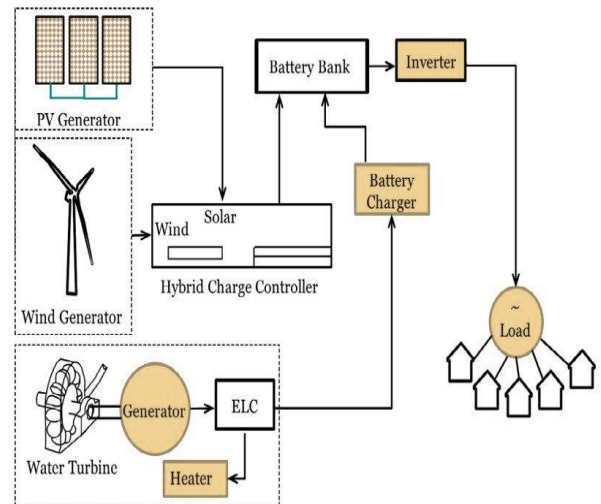 PV Generator
Battery Bank
Inverter
Battery
Charger
Solar
Wind
Hybrid Charge Controller
Wind Generator
~
Load
Generator
ELC
Water Turbine
Heater